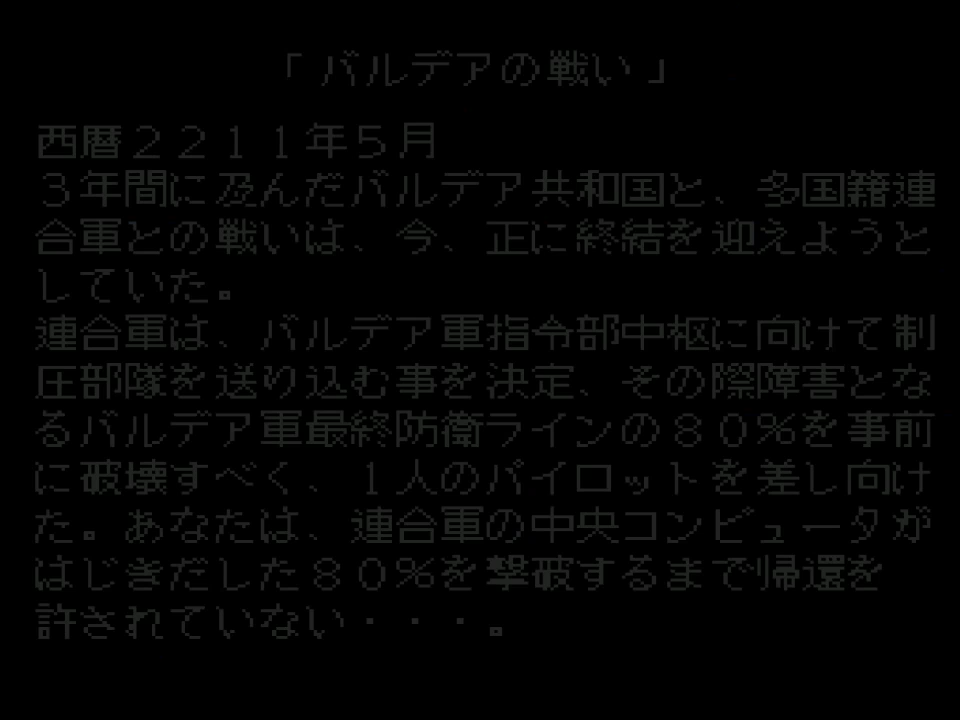 「バルデアの戦い」
西暦２２１１年５月
３年間に及んだバルデア共和国と、多国籍連
合軍との戦いは、今、正に終結を迎えようと
していた。
連合軍は、バルデア軍指令部中枢に向けて制
圧部隊を送り込む事を決定、その際障害とな
るバルデア軍最終防衛ラインの８０％を事前
に破壊すべく、１人のパイロットを差し向け
た。あなたは、連合軍の中央コンピュータが
はじきだした８０％を撃破するまで帰還を
許されていない・・・。